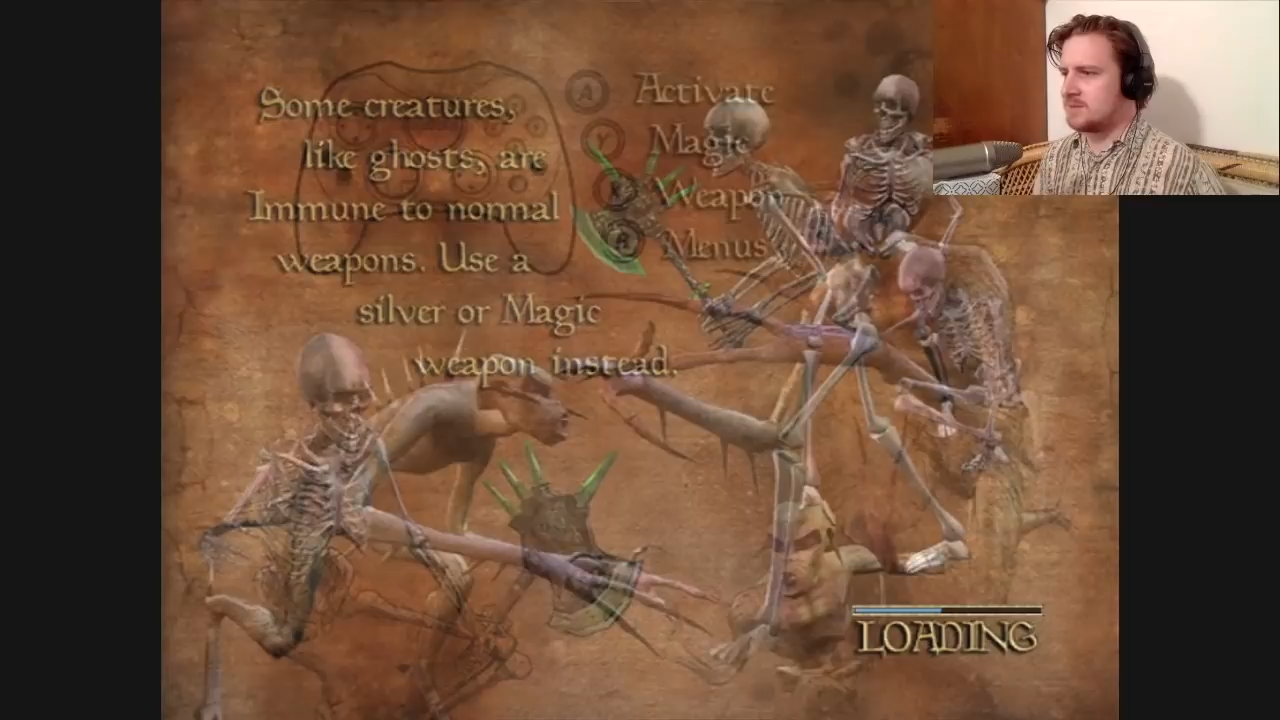 Some creatures,
like ghosts, are
Immune to normal
weapons. Use a
silver or Magic
weapon instead.
A Activate
Y Magic
Weapon
Menus
LOADING